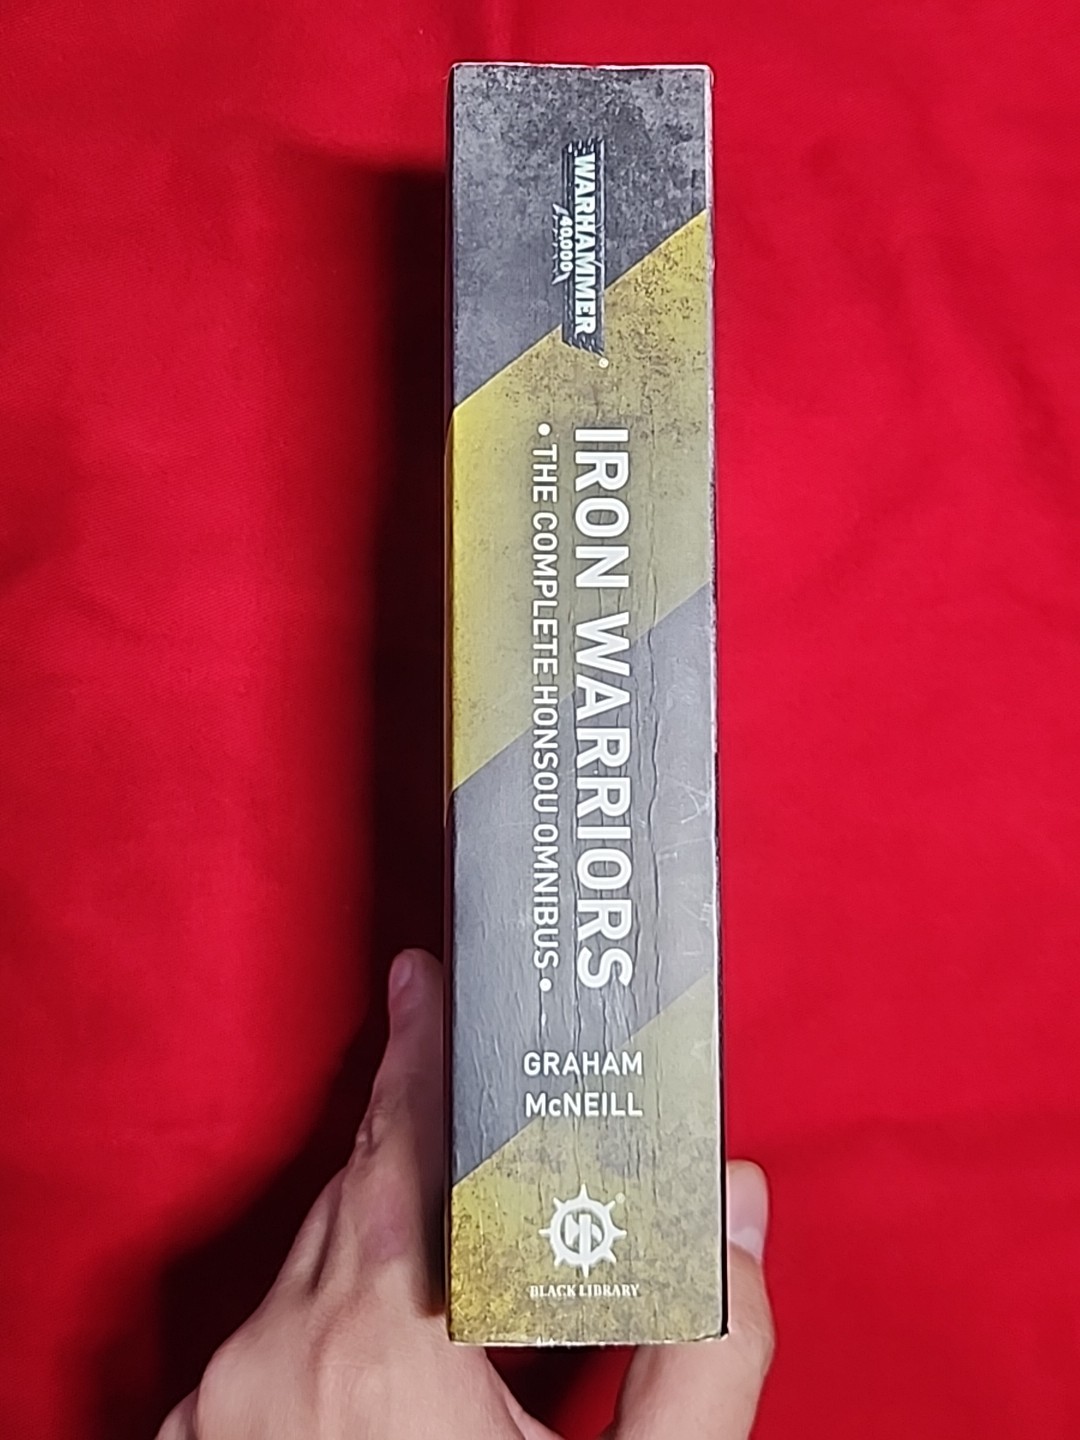 WARHAMMER
40,000
IRON WARRIORS
• THE COMPLETE HONSOU OMNIBUS •
GRAHAM
McNEILL
BLACK LIBRARY